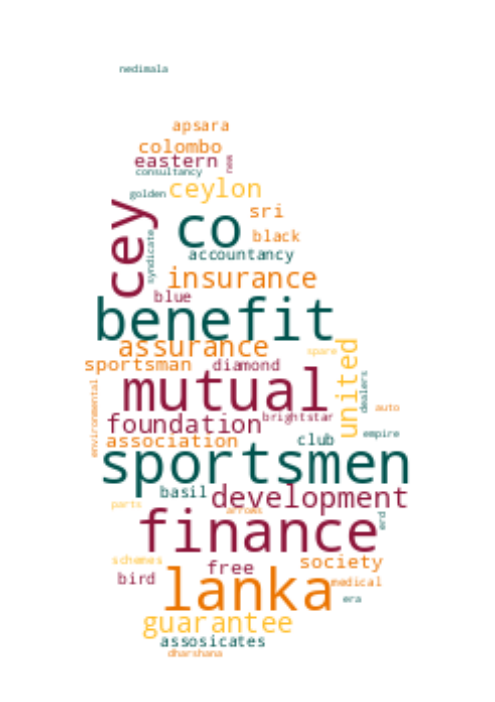 nedimala
apsara
colombo
eastern
new
consultancy
ceylon
golden
cey
sri
co
syndicate
black
accountancy
insurance
blue
benefit
assurance
spare
united
sportsman
diamond
dealers
mutual
environmental
auto
foundation
brightstar
association
club
empire
sportsmen
basil
development
parts
arrows
finance
erd
schemes
free
society
bird
lanka
medical
era
guarantee
assosicates
dharshana